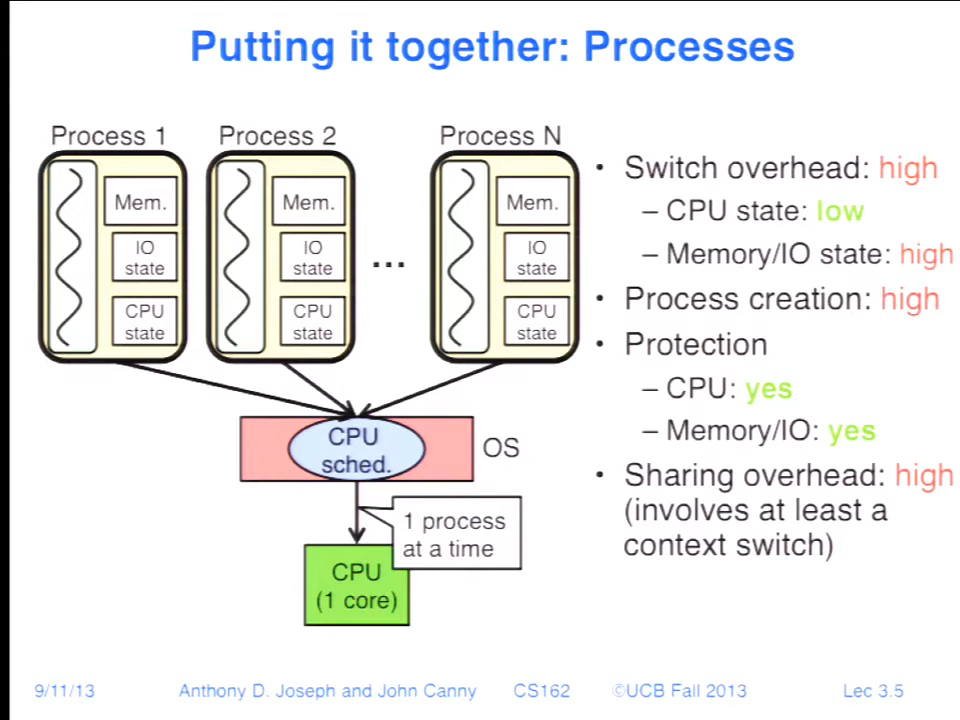 Putting it together: Processes
Process 1
Process 2
Process N
Mem.
IO
state
CPU
state
Mem.
IO
state
CPU
state
...
Mem.
IO
state
CPU
state
CPU
sched.
OS
1 process
at a time
CPU
(1 core)
• Switch overhead: high
– CPU state: low
– Memory/IO state: high
• Process creation: high
• Protection
– CPU: yes
– Memory/IO: yes
• Sharing overhead: high
(involves at least a
context switch)
9/11/13
Anthony D. Joseph and John Canny
CS162
©UCB Fall 2013
Lec 3.5